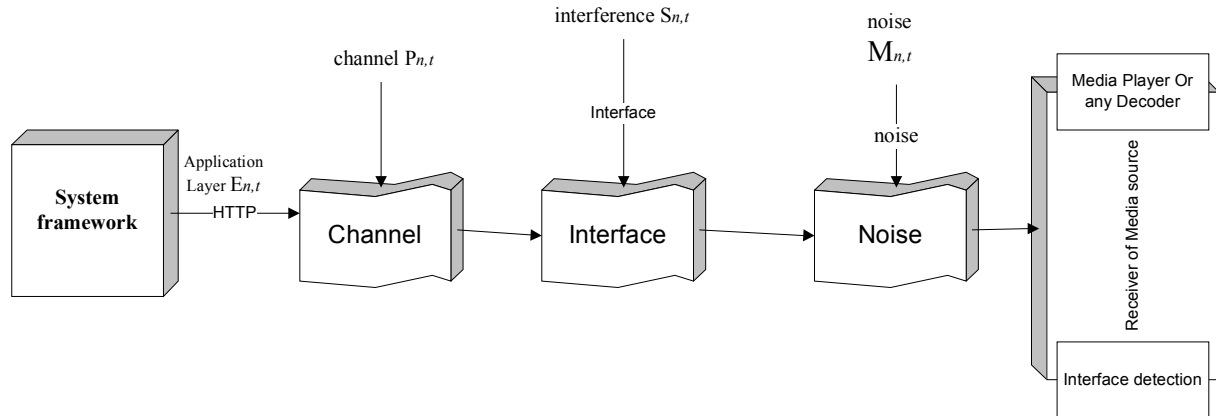 interference Sn,t
noise
Mn,t
channel Pn,t
Media Player Or
any Decoder
Interface
noise
Application
Layer En,t
HTTP
System
framework
Channel
Interface
Noise
Receiver of Media source
Interface detection